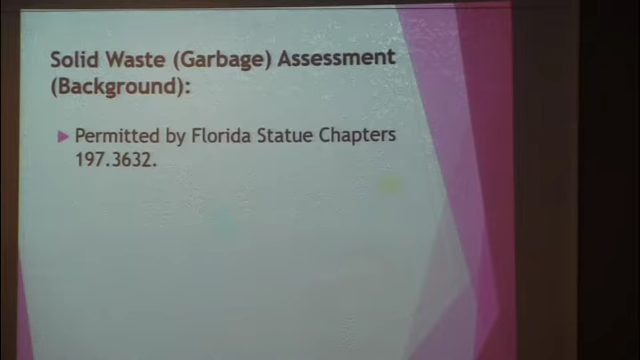 Solid Waste (Garbage) Assessment
(Background):
Permitted by Florida Statue Chapters
197.3632.